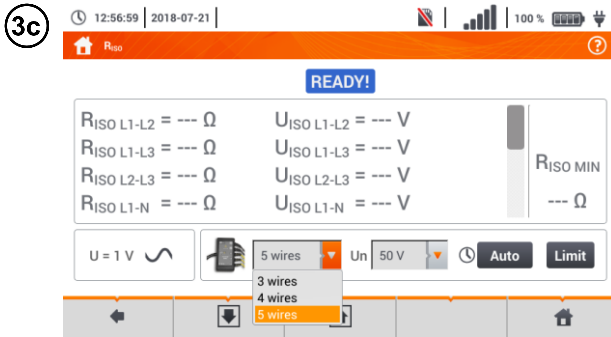 3c
12:56:59 2018-07-21 100 %
RISO
READY!
RISO L1-L2 = --- Ω UISO L1-L2 = --- V
RISO L1-L3 = --- Ω UISO L1-L3 = --- V
RISO L2-L3 = --- Ω UISO L2-L3 = --- V
RISO L1-N = --- Ω UISO L1-N = --- V
RISO MIN
--- Ω
U = 1 V 5 wires Un 50 V Auto Limit
3 wires
4 wires
5 wires